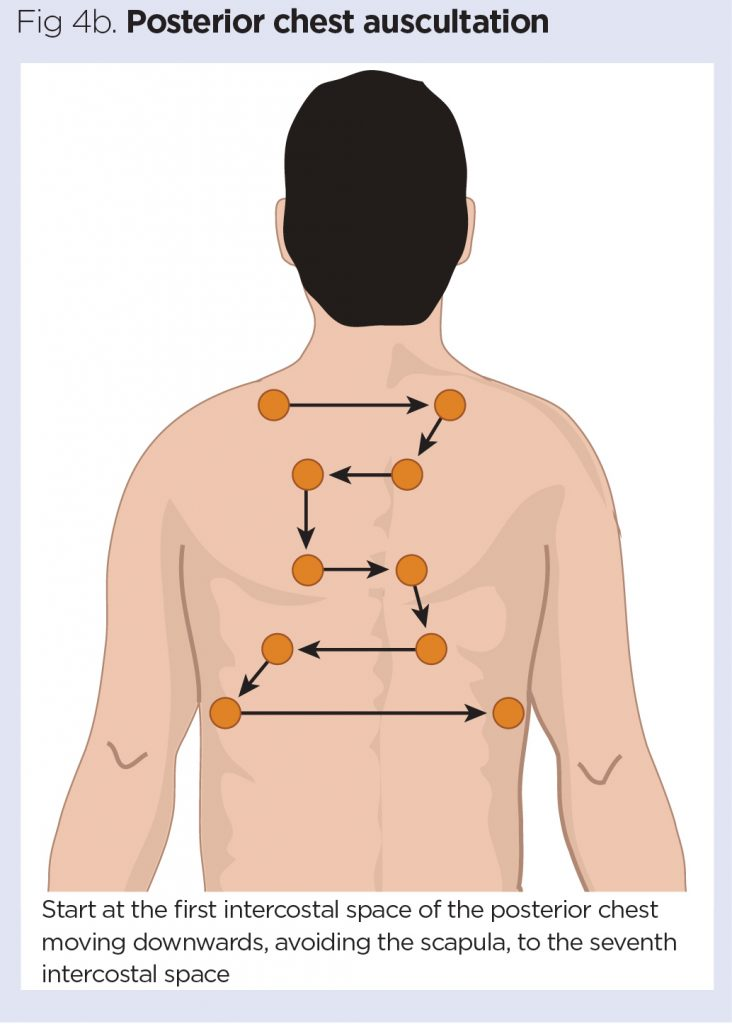 Fig 4b. Posterior chest auscultation
Start at the first intercostal space of the posterior chest
moving downwards, avoiding the scapula, to the seventh
intercostal space